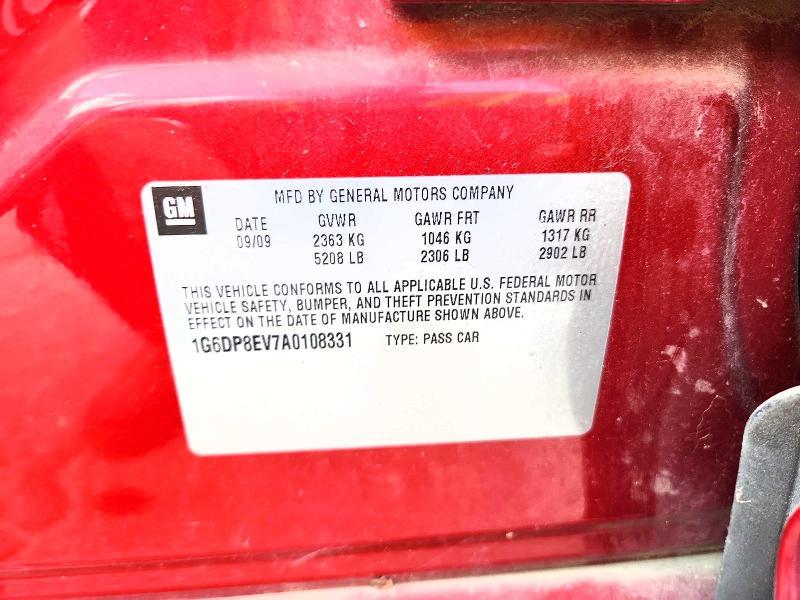 GM
MFD BY GENERAL MOTORS COMPANY
DATE GVWR GAWR FRT GAWR RR
09/09 2363 KG 1046 KG 1317 KG
5208 LB 2306 LB 2902 LB
THIS VEHICLE CONFORMS TO ALL APPLICABLE U.S. FEDERAL MOTOR
VEHICLE SAFETY, BUMPER, AND THEFT PREVENTION STANDARDS IN
EFFECT ON THE DATE OF MANUFACTURE SHOWN ABOVE.
1G6DP8EV7A0108331 TYPE: PASS CAR